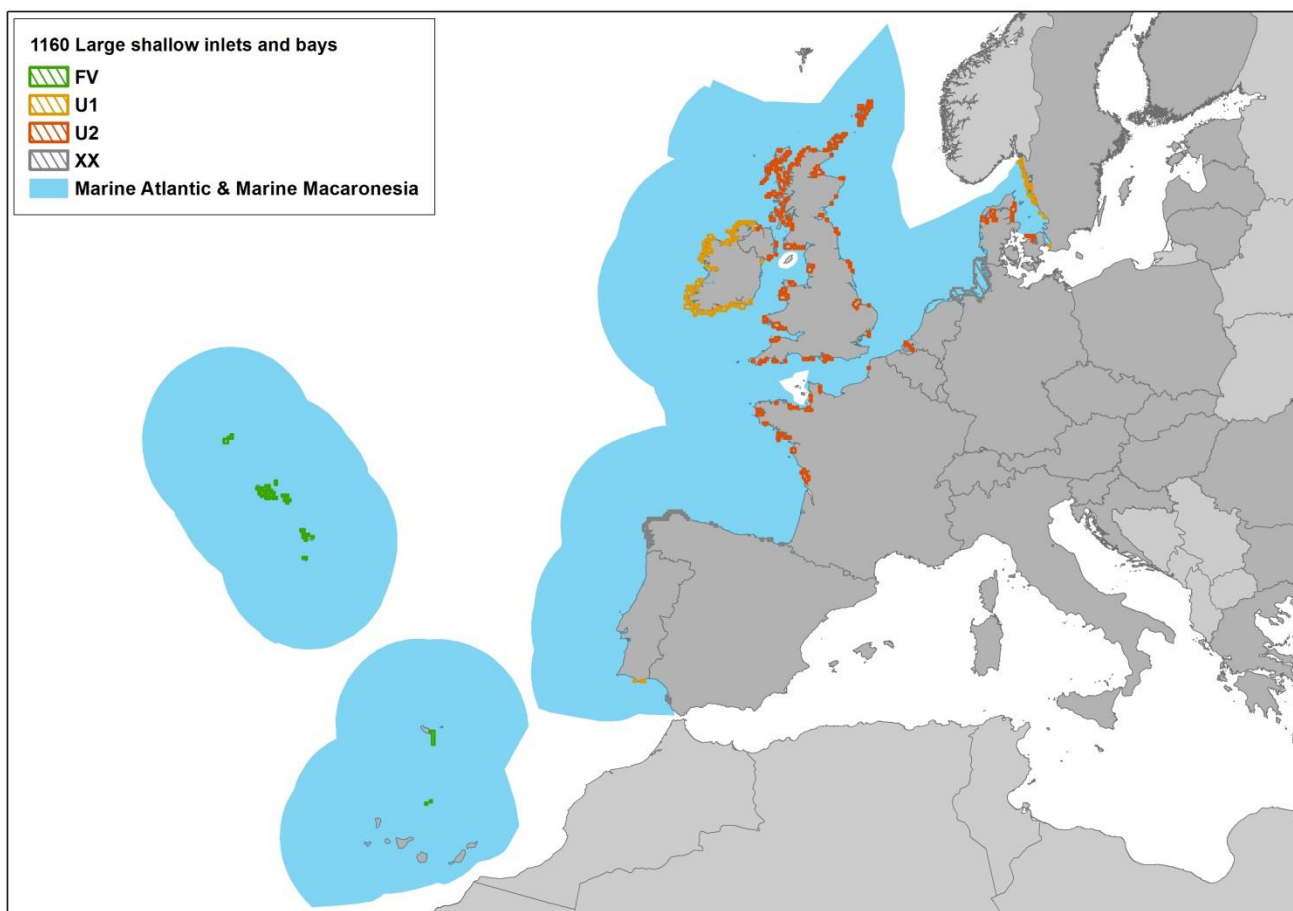 1160 Large shallow inlets and bays
FV
U1
U2
XX
Marine Atlantic & Marine Macaronesia